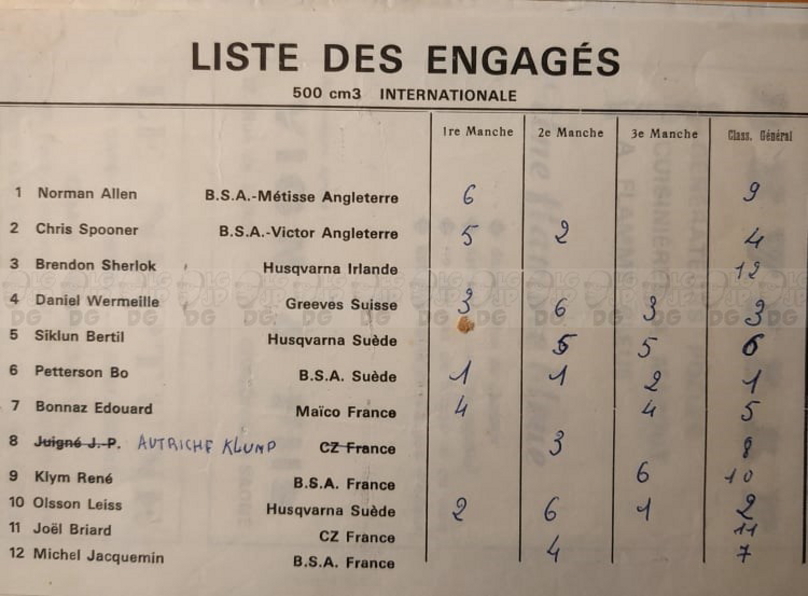 LISTE DES ENGAGÉS
500 cm3 INTERNATIONALE
1re Manche 2e Manche 3e Manche Class. Général
1 Norman Allen B.S.A.-Métisse Angleterre 6 9
2 Chris Spooner B.S.A.-Victor Angleterre 5 2 4
3 Brendon Sherlok Husqvarna Irlande 12
4 Daniel Wermeille Greeves Suisse 3 6 3 3
5 Siklun Bertil Husqvarna Suède 5 5 6
6 Petterson Bo B.S.A. Suède 1 1 2 1
7 Bonnaz Edouard Maïco France 4 4 5
8 Juigné J.-P. AUTRICHE KLUMP CZ France 3 8
9 Klym René B.S.A. France 6 10
10 Olsson Leiss Husqvarna Suède 2 6 1 2
11 Joël Briard CZ France 11
12 Michel Jacquemin B.S.A. France 4 7